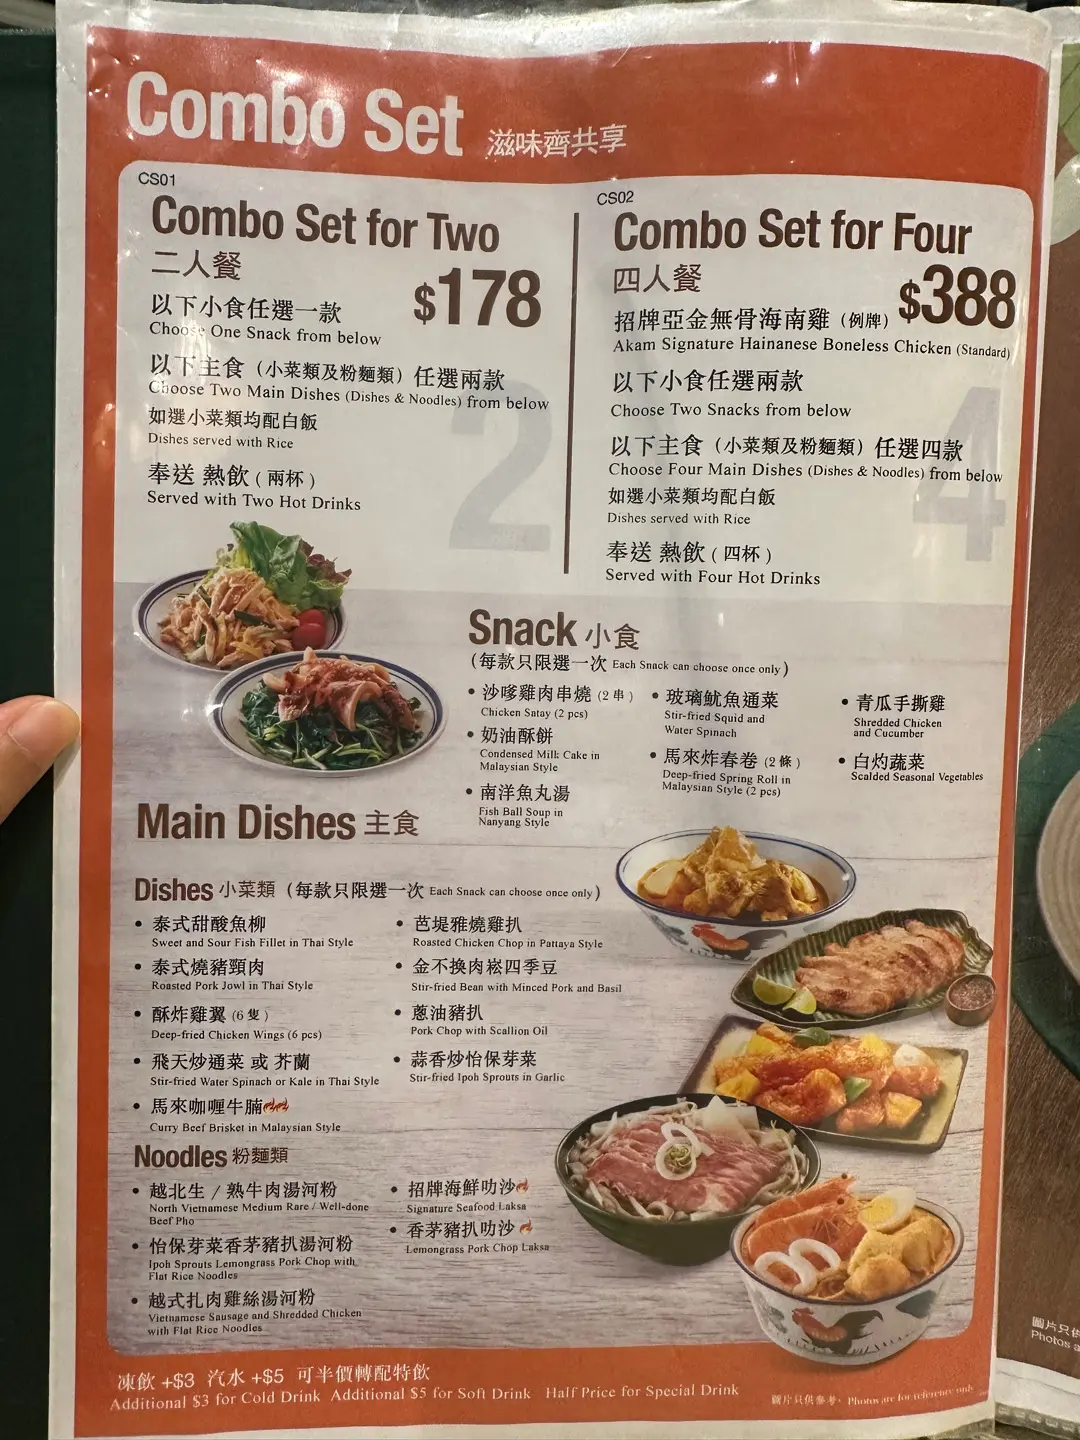 Combo Set 滋味齊共享
CS01
Combo Set for Two
二人餐
$178
以下小食任選一款
Choose One Snack from below
以下主食（小菜類及粉麵類）任選兩款
Choose Two Main Dishes (Dishes & Noodles) from below
如選小菜類均配白飯
Dishes served with Rice
奉送 熱飲 ( 兩杯 )
Served with Two Hot Drinks
2
CS02
Combo Set for Four
四人餐
$388
招牌亞金無骨海南雞（例牌）
Akam Signature Hainanese Boneless Chicken (Standard)
以下小食任選兩款
Choose Two Snacks from below
以下主食（小菜類及粉麵類）任選四款
Choose Four Main Dishes (Dishes & Noodles) from below
如選小菜類均配白飯
Dishes served with Rice
奉送 熱飲 ( 四杯 )
Served with Four Hot Drinks
4
Snack 小食
(每款只限選一次 Each Snack can choose once only)
• 沙嗲雞肉串燒 (2 串)
Chicken Satay (2 pcs)
• 奶油酥餅
Condensed Milk Cake in
Malaysian Style
• 南洋魚丸湯
Fish Ball Soup in
Nanyang Style
• 玻璃魷魚通菜
Stir-fried Squid and
Water Spinach
• 馬來炸春卷 (2 條)
Deep-fried Spring Roll in
Malaysian Style (2 pcs)
• 青瓜手撕雞
Shredded Chicken
and Cucumber
• 白灼蔬菜
Scalded Seasonal Vegetables
Main Dishes 主食
Dishes 小菜類 (每款只限選一次 Each Snack can choose once only)
• 泰式甜酸魚柳
Sweet and Sour Fish Fillet in Thai Style
• 泰式燒豬頸肉
Roasted Pork Jowl in Thai Style
• 酥炸雞翼 (6 隻)
Deep-fried Chicken Wings (6 pcs)
• 飛天炒通菜 或 芥蘭
Stir-fried Water Spinach or Kale in Thai Style
• 馬來咖喱牛腩
Curry Beef Brisket in Malaysian Style
• 芭堤雅燒雞扒
Roasted Chicken Chop in Pattaya Style
• 金不換肉崧四季豆
Stir-fried Bean with Minced Pork and Basil
• 蔥油豬扒
Pork Chop with Scallion Oil
• 蒜香炒怡保芽菜
Stir-fried Ipoh Sprouts in Garlic
Noodles 粉麵類
• 越北生 / 熟牛肉湯河粉
North Vietnamese Medium Rare / Well-done
Beef Pho
• 怡保芽菜香茅豬扒湯河粉
Ipoh Sprouts Lemongrass Pork Chop with
Flat Rice Noodles
• 越式扎肉雞絲湯河粉
Vietnamese Sausage and Shredded Chicken
with Flat Rice Noodles
• 招牌海鮮叻沙
Signature Seafood Laksa
• 香茅豬扒叻沙
Lemongrass Pork Chop Laksa
凍飲 +$3 汽水 +$5 可半價轉配特飲
Additional $3 for Cold Drink Additional $5 for Soft Drink Half Price for Special Drink
圖片只供參考，Photos are for reference only
圖片只供
Photos a